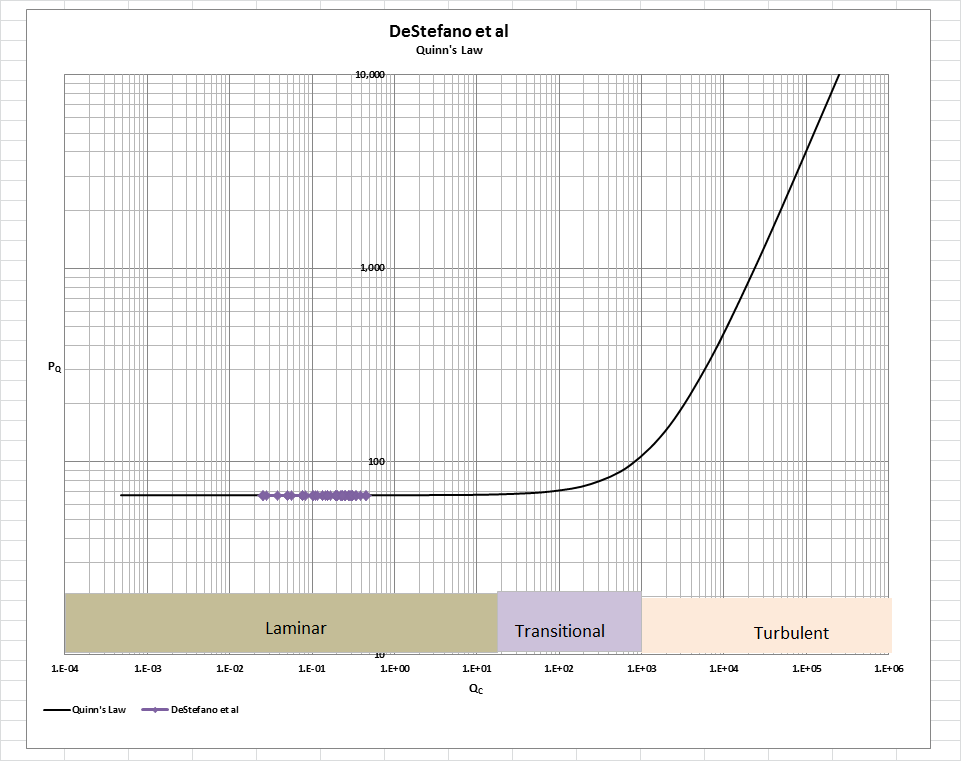 DeStefano et al
Quinn's Law
10,000
1,000
PQ
100
Laminar
Transitional
Turbulent
10
1.E-04 1.E-03 1.E-02 1.E-01 1.E+00 1.E+01 1.E+02 1.E+03 1.E+04 1.E+05 1.E+06
QC
Quinn's Law DeStefano et al